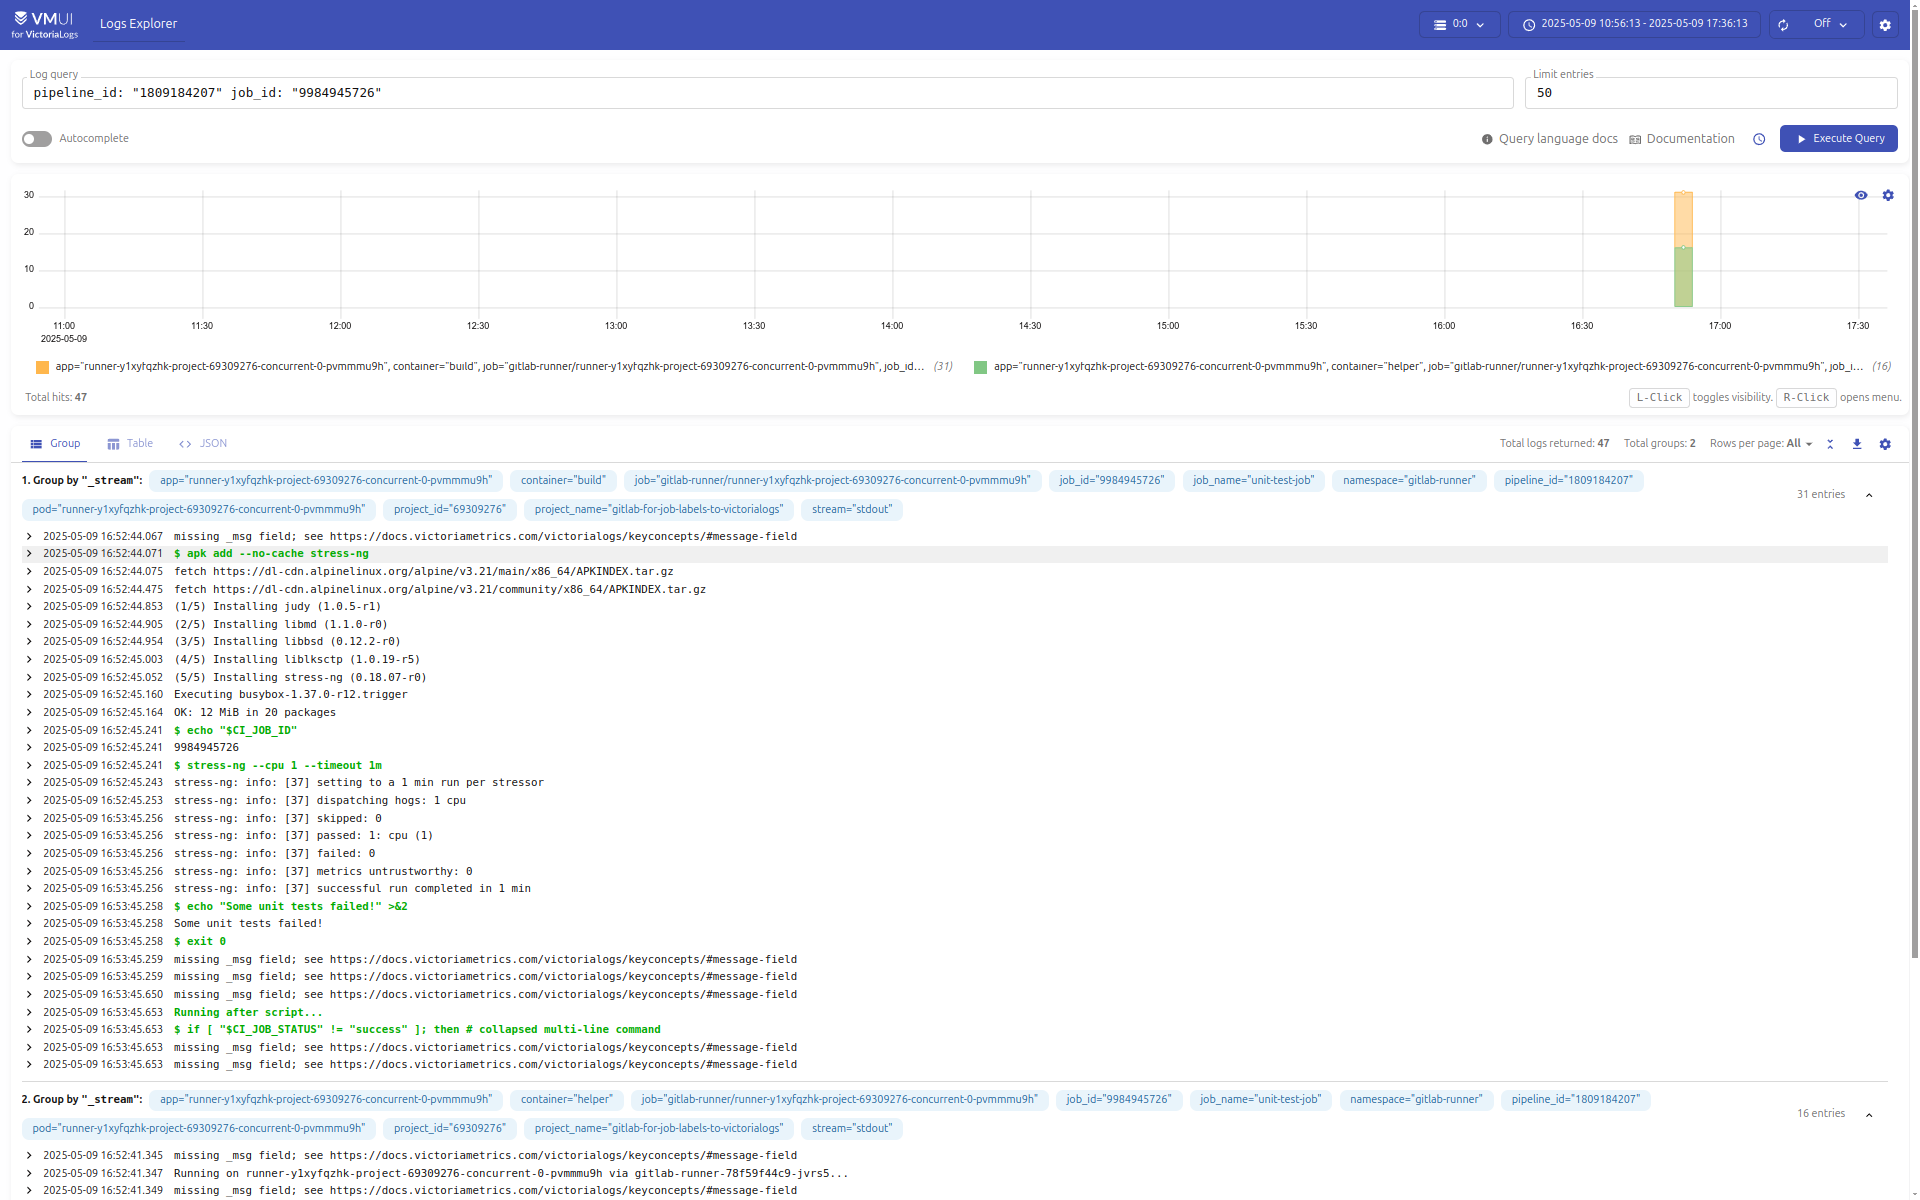 VMUI
for VictoriaLogs
Logs Explorer
0:0
2025-05-09 10:56:13 - 2025-05-09 17:36:13
Off
Log query
pipeline_id: "1809184207" job_id: "9984945726"
Limit entries
50
Autocomplete
Query language docs
Documentation
Execute Query
30
20
10
0
11:00 11:30 12:00 12:30 13:00 13:30 14:00 14:30 15:00 15:30 16:00 16:30 17:00 17:30
2025-05-09
app="runner-y1xyfqzhk-project-69309276-concurrent-0-pvmmmu9h", container="build", job="gitlab-runner/runner-y1xyfqzhk-project-69309276-concurrent-0-pvmmmu9h", job_id... (31)
app="runner-y1xyfqzhk-project-69309276-concurrent-0-pvmmmu9h", container="helper", job="gitlab-runner/runner-y1xyfqzhk-project-69309276-concurrent-0-pvmmmu9h", job_i... (16)
Total hits: 47
L-Click toggles visibility. R-Click opens menu.
Group Table JSON
Total logs returned: 47 Total groups: 2 Rows per page: All
1. Group by "_stream": app="runner-y1xyfqzhk-project-69309276-concurrent-0-pvmmmu9h" container="build" job="gitlab-runner/runner-y1xyfqzhk-project-69309276-concurrent-0-pvmmmu9h" job_id="9984945726" job_name="unit-test-job" namespace="gitlab-runner" pipeline_id="1809184207"
31 entries
pod="runner-y1xyfqzhk-project-69309276-concurrent-0-pvmmmu9h" project_id="69309276" project_name="gitlab-for-job-labels-to-victorialogs" stream="stdout"
2025-05-09 16:52:44.067 missing _msg field; see https://docs.victoriametrics.com/victorialogs/keyconcepts/#message-field
2025-05-09 16:52:44.071 $ apk add --no-cache stress-ng
2025-05-09 16:52:44.075 fetch https://dl-cdn.alpinelinux.org/alpine/v3.21/main/x86_64/APKINDEX.tar.gz
2025-05-09 16:52:44.475 fetch https://dl-cdn.alpinelinux.org/alpine/v3.21/community/x86_64/APKINDEX.tar.gz
2025-05-09 16:52:44.853 (1/5) Installing judy (1.0.5-r1)
2025-05-09 16:52:44.905 (2/5) Installing libmd (1.1.0-r0)
2025-05-09 16:52:44.954 (3/5) Installing libbsd (0.12.2-r0)
2025-05-09 16:52:45.003 (4/5) Installing liblksctp (1.0.19-r5)
2025-05-09 16:52:45.052 (5/5) Installing stress-ng (0.18.07-r0)
2025-05-09 16:52:45.160 Executing busybox-1.37.0-r12.trigger
2025-05-09 16:52:45.164 OK: 12 MiB in 20 packages
2025-05-09 16:52:45.241 $ echo "$CI_JOB_ID"
2025-05-09 16:52:45.241 9984945726
2025-05-09 16:52:45.241 $ stress-ng --cpu 1 --timeout 1m
2025-05-09 16:52:45.243 stress-ng: info: [37] setting to a 1 min run per stressor
2025-05-09 16:52:45.253 stress-ng: info: [37] dispatching hogs: 1 cpu
2025-05-09 16:53:45.256 stress-ng: info: [37] skipped: 0
2025-05-09 16:53:45.256 stress-ng: info: [37] passed: 1: cpu (1)
2025-05-09 16:53:45.256 stress-ng: info: [37] failed: 0
2025-05-09 16:53:45.256 stress-ng: info: [37] metrics untrustworthy: 0
2025-05-09 16:53:45.256 stress-ng: info: [37] successful run completed in 1 min
2025-05-09 16:53:45.258 $ echo "Some unit tests failed!" >&2
2025-05-09 16:53:45.258 Some unit tests failed!
2025-05-09 16:53:45.258 $ exit 0
2025-05-09 16:53:45.259 missing _msg field; see https://docs.victoriametrics.com/victorialogs/keyconcepts/#message-field
2025-05-09 16:53:45.259 missing _msg field; see https://docs.victoriametrics.com/victorialogs/keyconcepts/#message-field
2025-05-09 16:53:45.650 missing _msg field; see https://docs.victoriametrics.com/victorialogs/keyconcepts/#message-field
2025-05-09 16:53:45.653 Running after script...
2025-05-09 16:53:45.653 $ if [ "$CI_JOB_STATUS" != "success" ]; then # collapsed multi-line command
2025-05-09 16:53:45.653 missing _msg field; see https://docs.victoriametrics.com/victorialogs/keyconcepts/#message-field
2025-05-09 16:53:45.653 missing _msg field; see https://docs.victoriametrics.com/victorialogs/keyconcepts/#message-field
2. Group by "_stream": app="runner-y1xyfqzhk-project-69309276-concurrent-0-pvmmmu9h" container="helper" job="gitlab-runner/runner-y1xyfqzhk-project-69309276-concurrent-0-pvmmmu9h" job_id="9984945726" job_name="unit-test-job" namespace="gitlab-runner" pipeline_id="1809184207"
16 entries
pod="runner-y1xyfqzhk-project-69309276-concurrent-0-pvmmmu9h" project_id="69309276" project_name="gitlab-for-job-labels-to-victorialogs" stream="stdout"
2025-05-09 16:52:41.345 missing _msg field; see https://docs.victoriametrics.com/victorialogs/keyconcepts/#message-field
2025-05-09 16:52:41.347 Running on runner-y1xyfqzhk-project-69309276-concurrent-0-pvmmmu9h via gitlab-runner-78f59f44c9-jvrs5...
2025-05-09 16:52:41.349 missing _msg field; see https://docs.victoriametrics.com/victorialogs/keyconcepts/#message-field